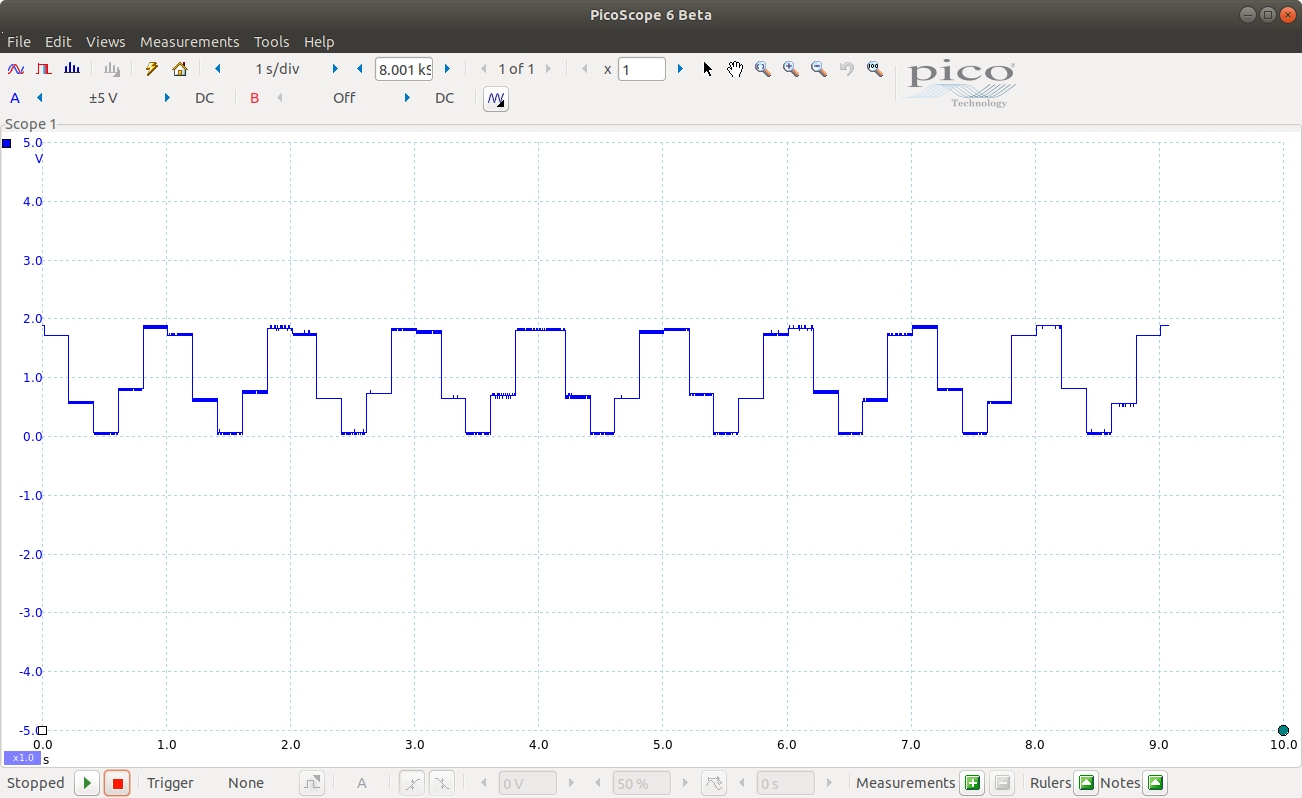 PicoScope 6 Beta
File Edit Views Measurements Tools Help
1 s/div 8.001 kS 1 of 1 x 1
pico
Technology
A ±5 V DC B Off DC
Scope 1
5.0
V
4.0
3.0
2.0
1.0
0.0
-1.0
-2.0
-3.0
-4.0
-5.0
0.0 1.0 2.0 3.0 4.0 5.0 6.0 7.0 8.0 9.0 10.0
x1.0 s
Stopped Trigger None A 0 V 50 % 0 s Measurements Rulers Notes